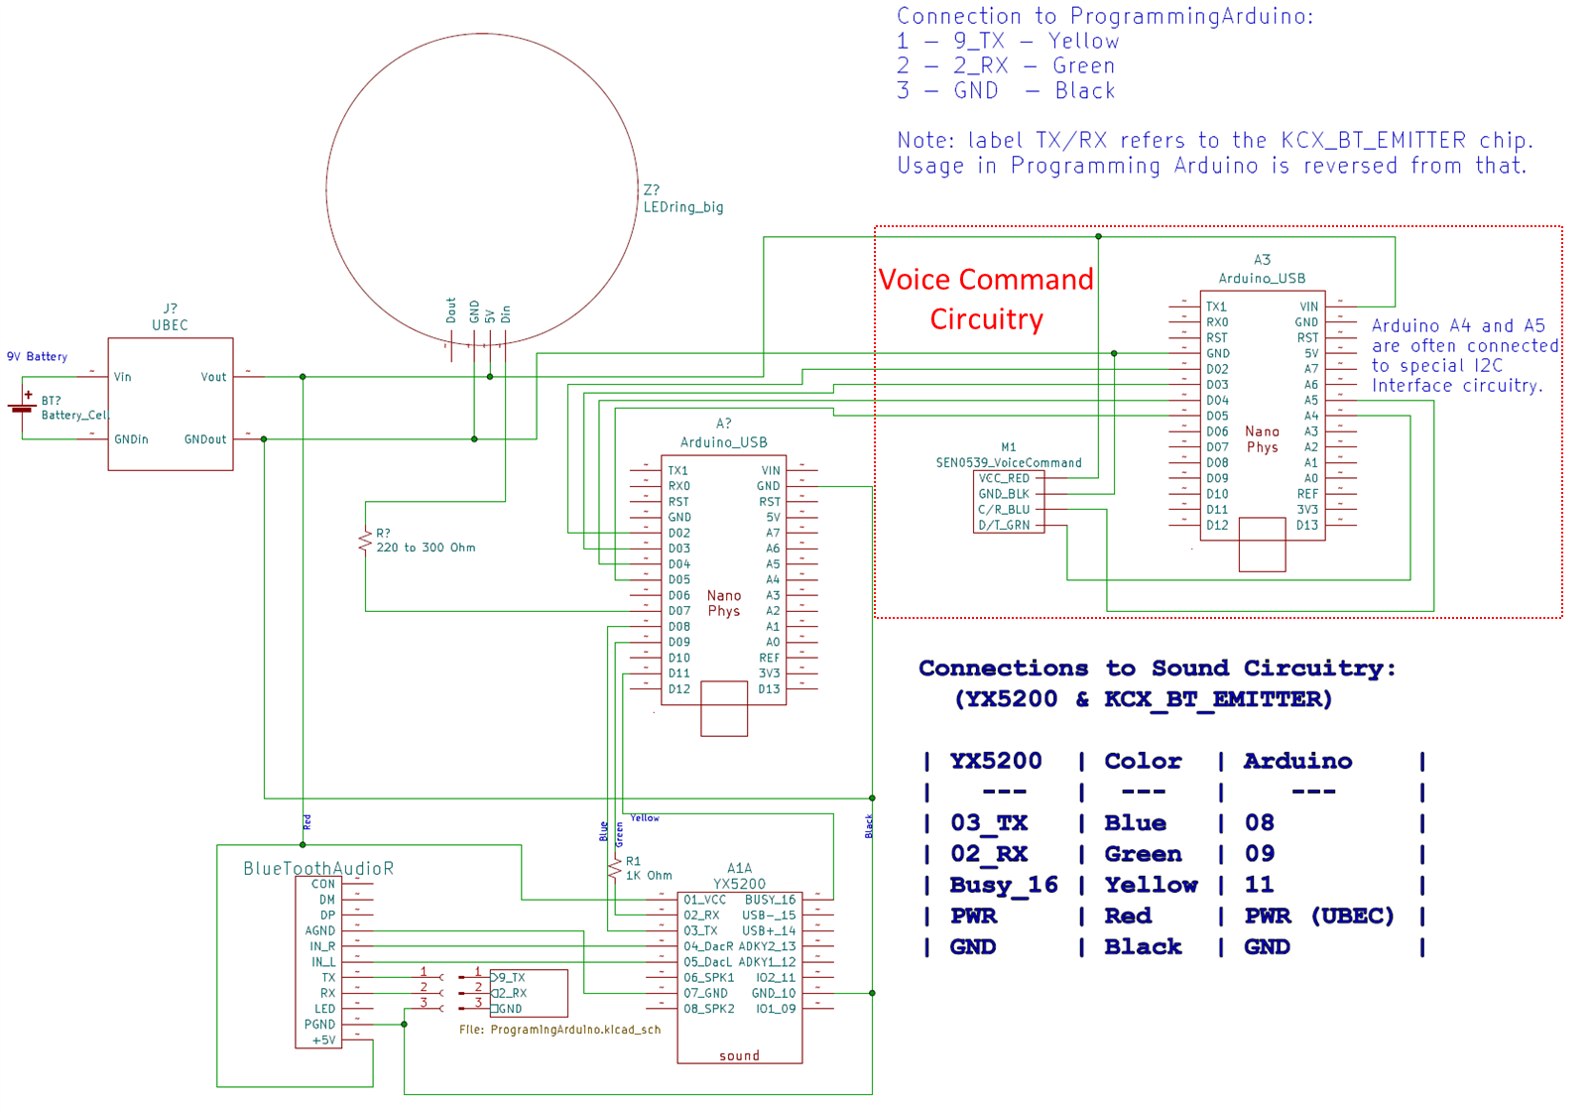 Connection to ProgrammingArduino:
1 – 9_TX – Yellow
2 – 2_RX – Green
3 – GND – Black
Note: label TX/RX refers to the KCX_BT_EMITTER chip.
Usage in Programming Arduino is reversed from that.
Z?
LEDring_big
Dout
GND
5V
Din
J?
UBEC
9V Battery
Vin
Vout
GNDin
GNDout
+
BT?
Battery_Cell
R?
220 to 300 Ohm
Voice Command
Circuitry
A3
Arduino_USB
TX1 VIN
RX0 GND
RST RST
GND 5V
D02 A7
D03 A6
D04 A5
D05 A4
D06 A3
D07 A2
D08 A1
D09 A0
D10 REF
D11 3V3
D12 D13
Nano
Phys
Arduino A4 and A5
are often connected
to special I2C
Interface circuitry.
M1
SEN0539_VoiceCommand
VCC_RED
GND_BLK
C/R_BLU
D/T_GRN
A?
Arduino_USB
TX1 VIN
RX0 GND
RST RST
GND 5V
D02 A7
D03 A6
D04 A5
D05 A4
D06 A3
D07 A2
D08 A1
D09 A0
D10 REF
D11 3V3
D12 D13
Nano
Phys
Connections to Sound Circuitry:
(YX5200 & KCX_BT_EMITTER)
| YX5200 | Color | Arduino |
| --- | --- | --- |
| 03_TX | Blue | 08 |
| 02_RX | Green | 09 |
| Busy_16 | Yellow | 11 |
| PWR | Red | PWR (UBEC) |
| GND | Black | GND |
Red
Blue
Green
Yellow
Black
R1
1K Ohm
BlueToothAudioR
CON
DM
DP
AGND
IN_R
IN_L
TX
RX
LED
PGND
+5V
1 1 9_TX
2 2 2_RX
3 3 GND
File: ProgramingArduino.kicad_sch
A1A
YX5200
01_VCC BUSY_16
02_RX USB-_15
03_TX USB+_14
04_DacR ADKY2_13
05_DacL ADKY1_12
06_SPK1 IO2_11
07_GND GND_10
08_SPK2 IO1_09
sound